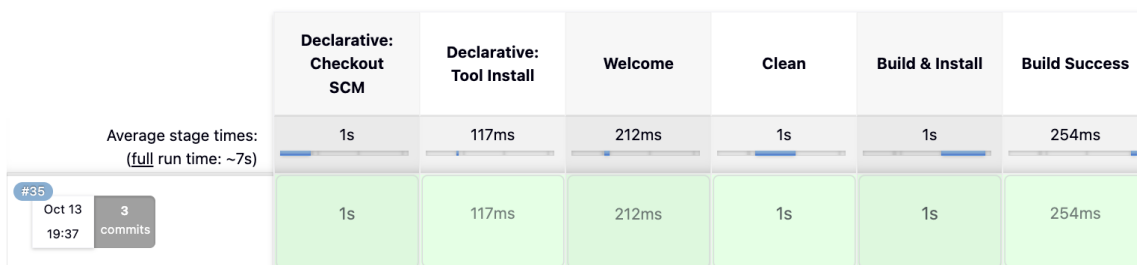 Declarative:
Checkout
SCM
Declarative:
Tool Install
Welcome
Clean
Build & Install
Build Success
Average stage times:
(full run time: ~7s)
1s
117ms
212ms
1s
1s
254ms
#35
Oct 13
19:37
3
commits
1s
117ms
212ms
1s
1s
254ms